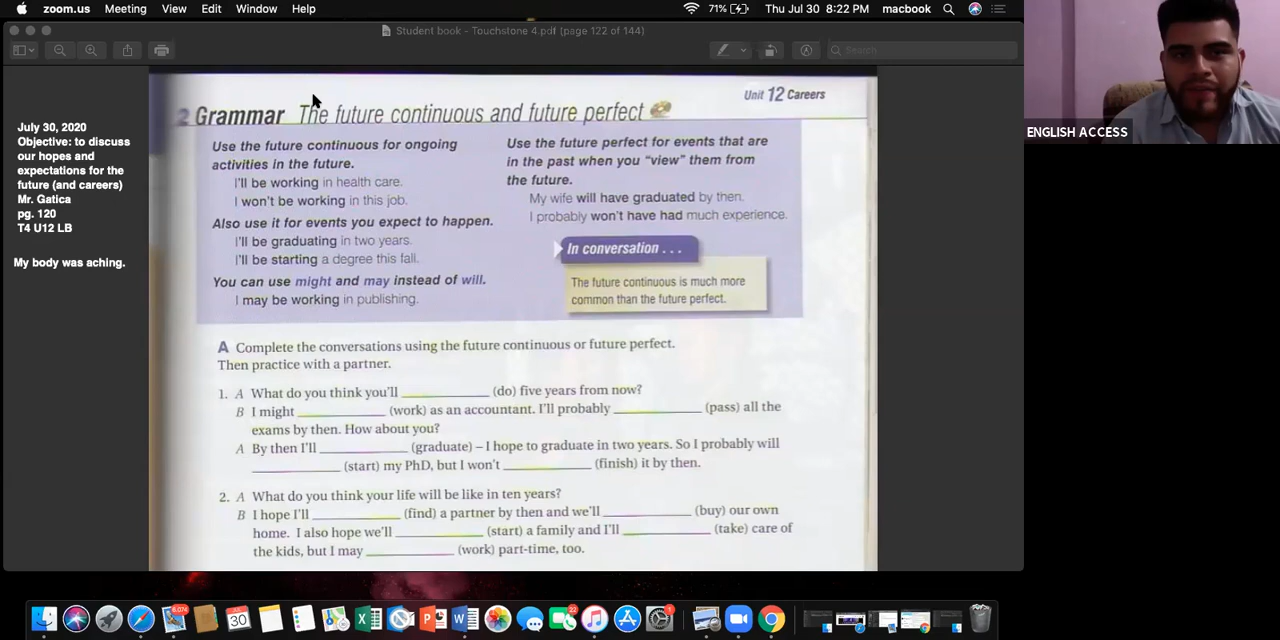 zoom.us Meeting View Edit Window Help 71% Thu Jul 30 8:22 PM macbook
Student book - Touchstone 4.pdf (page 122 of 144)
Search
July 30, 2020
Objective: to discuss
our hopes and
expectations for the
future (and careers)
Mr. Gatica
pg. 120
T4 U12 LB
My body was aching.
ENGLISH ACCESS
Unit 12 Careers
2 Grammar The future continuous and future perfect
Use the future continuous for ongoing
activities in the future.
I'll be working in health care.
I won't be working in this job.
Also use it for events you expect to happen.
I'll be graduating in two years.
I'll be starting a degree this fall.
You can use might and may instead of will.
I may be working in publishing.
Use the future perfect for events that are
in the past when you "view" them from
the future.
My wife will have graduated by then.
I probably won't have had much experience.
In conversation . . .
The future continuous is much more
common than the future perfect.
A Complete the conversations using the future continuous or future perfect.
Then practice with a partner.
1. A What do you think you'll ____________ (do) five years from now?
B I might ____________ (work) as an accountant. I'll probably ____________ (pass) all the
exams by then. How about you?
A By then I'll ____________ (graduate) – I hope to graduate in two years. So I probably will
____________ (start) my PhD, but I won't ____________ (finish) it by then.
2. A What do you think your life will be like in ten years?
B I hope I'll ____________ (find) a partner by then and we'll ____________ (buy) our own
home. I also hope we'll ____________ (start) a family and I'll ____________ (take) care of
the kids, but I may ____________ (work) part-time, too.
6,074
JUL
30
22
1